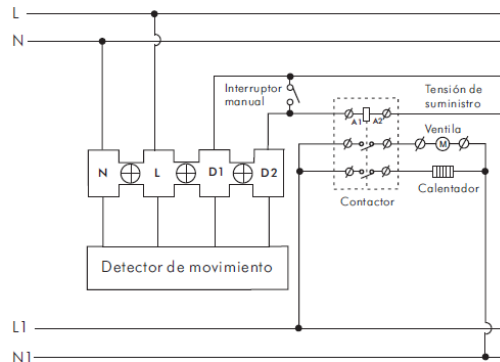 L
N
Interruptor
manual
Tensión de
suministro
A1 A2
Ventila
M
N L D1 D2
Calentador
Contactor
Detector de movimiento
L1
N1